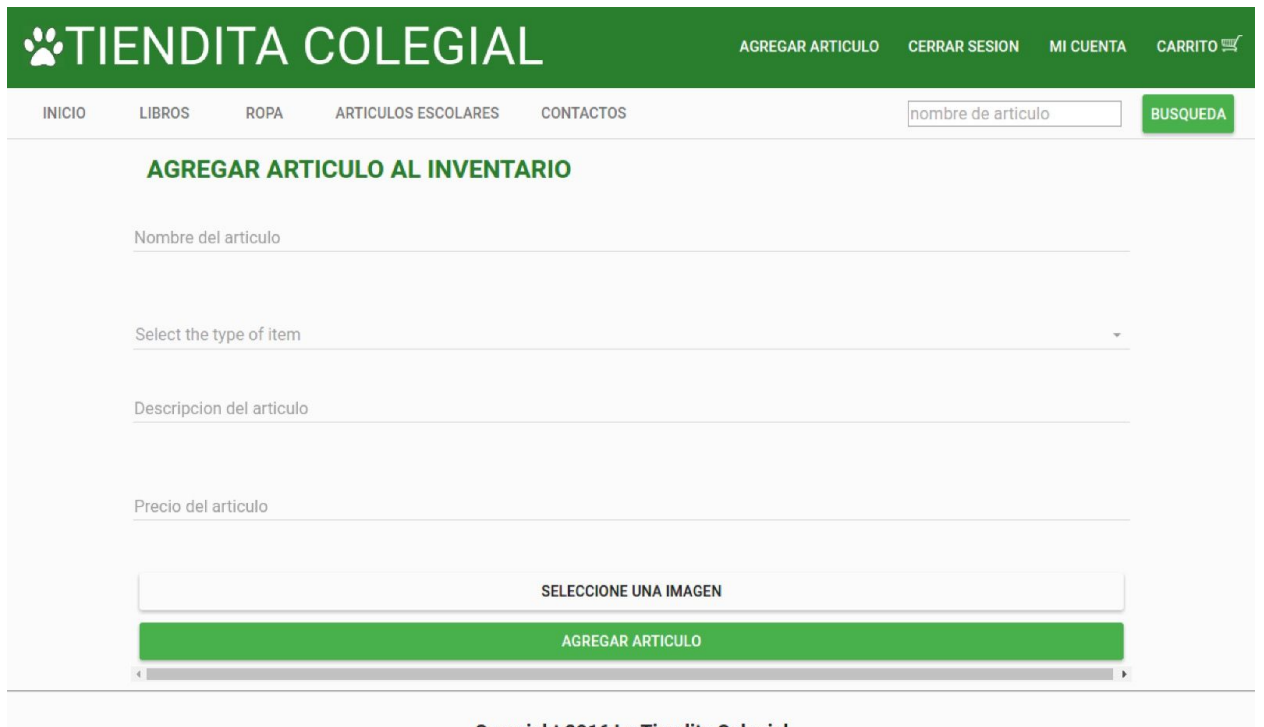 TIENDITA COLEGIAL
AGREGAR ARTICULO CERRAR SESION MI CUENTA CARRITO
INICIO LIBROS ROPA ARTICULOS ESCOLARES CONTACTOS nombre de articulo BUSQUEDA
AGREGAR ARTICULO AL INVENTARIO
Nombre del articulo
Select the type of item
Descripcion del articulo
Precio del articulo
SELECCIONE UNA IMAGEN
AGREGAR ARTICULO